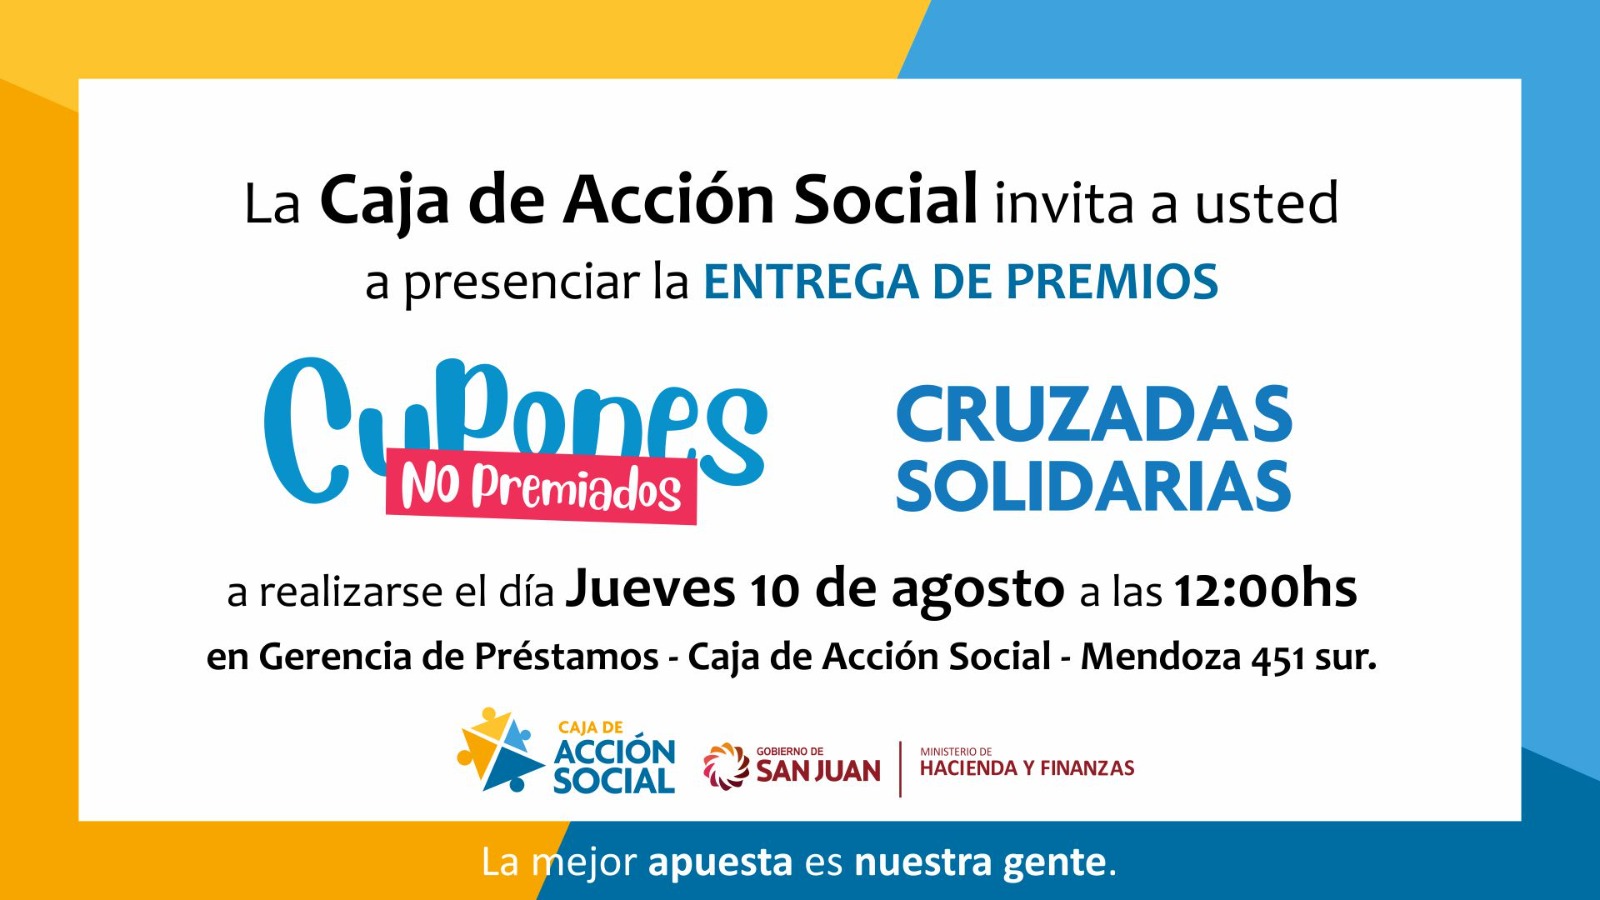 La Caja de Acción Social invita a usted
a presenciar la ENTREGA DE PREMIOS
Cupones
NO Premiados
CRUZADAS
SOLIDARIAS
a realizarse el día Jueves 10 de agosto a las 12:00hs
en Gerencia de Préstamos - Caja de Acción Social - Mendoza 451 sur.
CAJA DE
ACCIÓN
SOCIAL
GOBIERNO DE
SAN JUAN
MINISTERIO DE
HACIENDA Y FINANZAS
La mejor apuesta es nuestra gente.